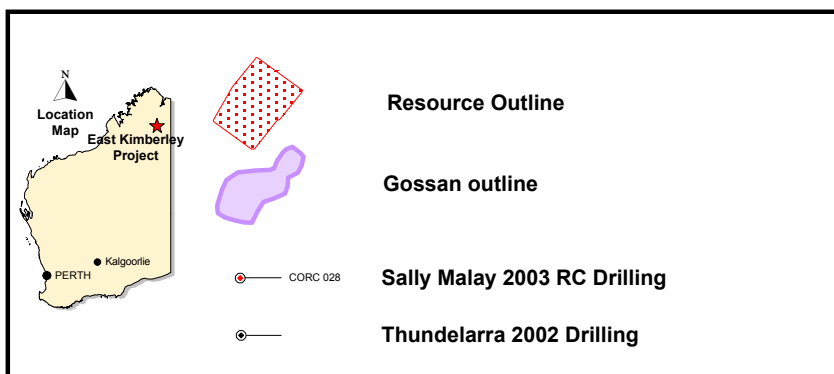 N
Location
Map
East Kimberley
Project
Kalgoorlie
PERTH
Resource Outline
Gossan outline
CORC 028
Sally Malay 2003 RC Drilling
Thundelarra 2002 Drilling